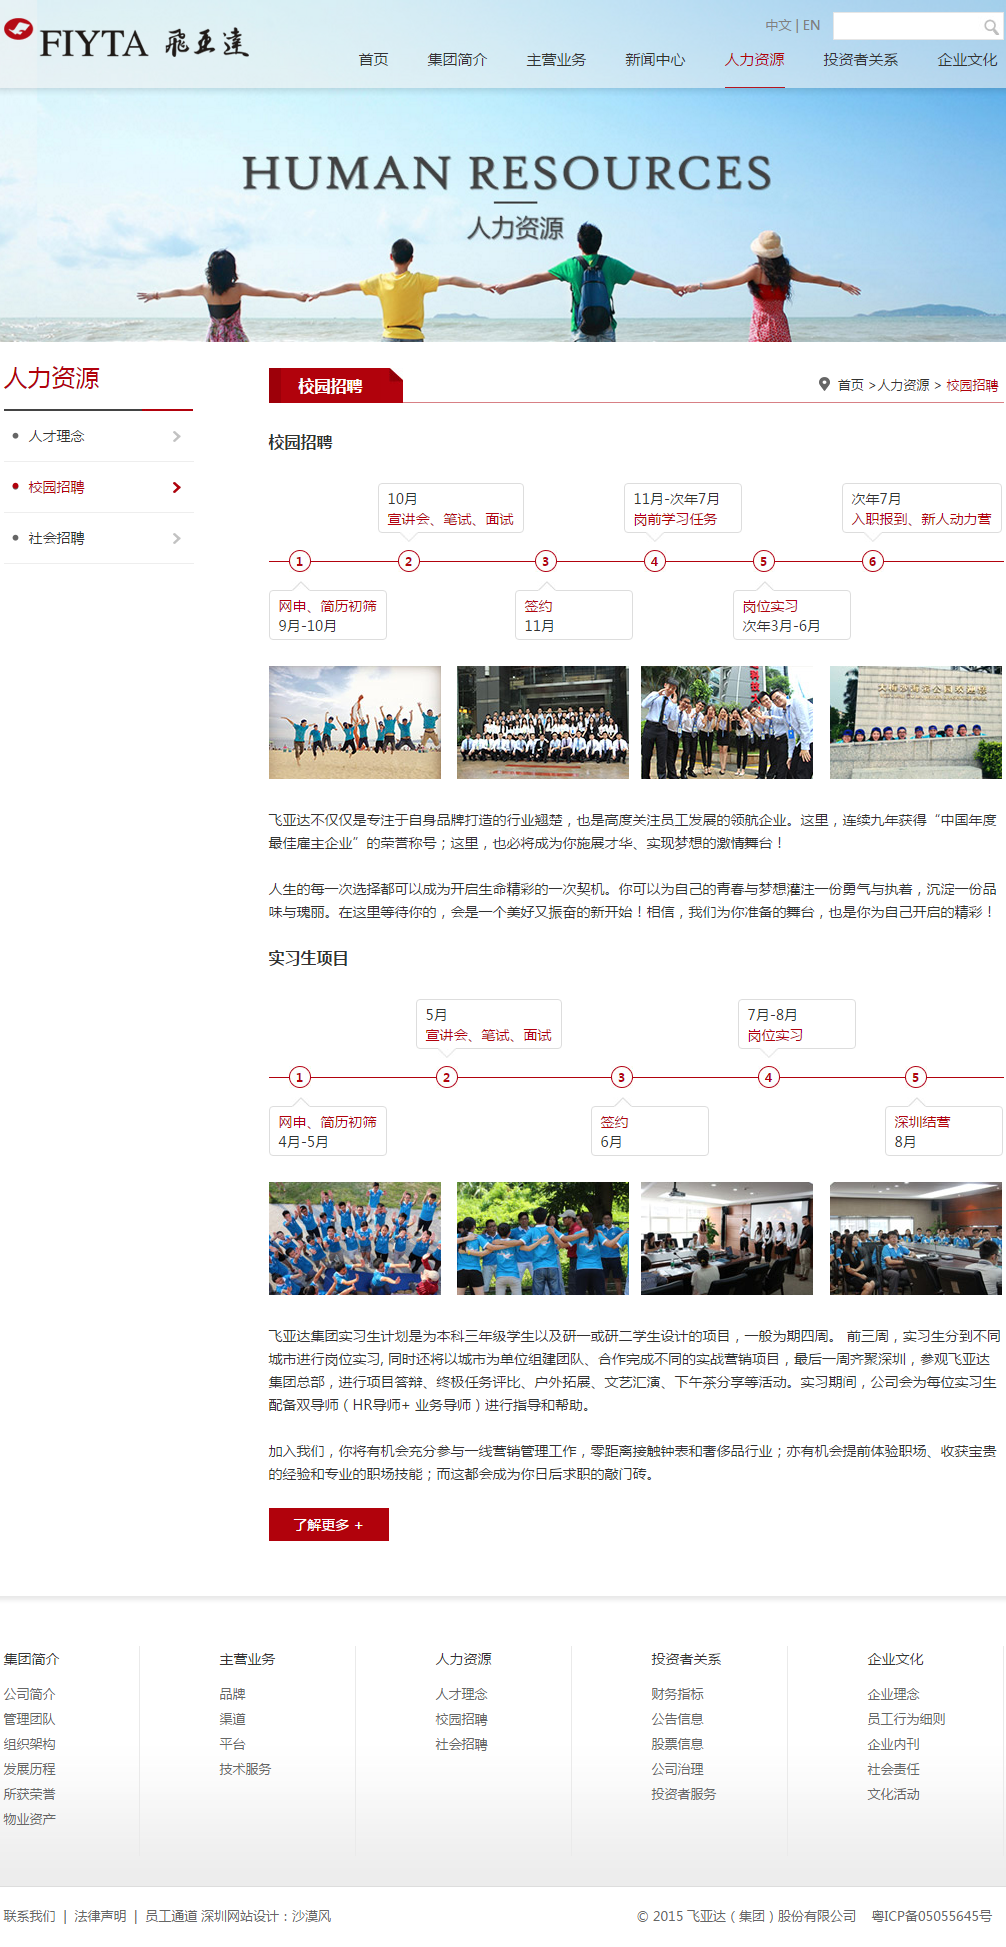 FIYTA 飞亚达
中文 | EN
首页 集团简介 主营业务 新闻中心 人力资源 投资者关系 企业文化
HUMAN RESOURCES
人力资源
人力资源
人才理念
校园招聘
社会招聘
校园招聘
首页 >人力资源 > 校园招聘
校园招聘
10月
宣讲会、笔试、面试
11月-次年7月
岗前学习任务
次年7月
入职报到、新人动力营
1 2 3 4 5 6
网申、简历初筛
9月-10月
签约
11月
岗位实习
次年3月-6月
飞亚达不仅仅是专注于自身品牌打造的行业翘楚，也是高度关注员工发展的领航企业。这里，连续九年获得“中国年度
最佳雇主企业”的荣誉称号；这里，也必将成为你施展才华、实现梦想的激情舞台！
人生的每一次选择都可以成为开启生命精彩的一次契机。你可以为自己的青春与梦想灌注一份勇气与执着，沉淀一份品
味与瑰丽。在这里等待你的，会是一个美好又振奋的新开始！相信，我们为你准备的舞台，也是你为自己开启的精彩！
实习生项目
5月
宣讲会、笔试、面试
7月-8月
岗位实习
1 2 3 4 5
网申、简历初筛
4月-5月
签约
6月
深圳结营
8月
飞亚达集团实习生计划是为本科三年级学生以及研一或研二学生设计的项目，一般为期四周。 前三周，实习生分到不同
城市进行岗位实习, 同时还将以城市为单位组建团队、合作完成不同的实战营销项目，最后一周齐聚深圳，参观飞亚达
集团总部，进行项目答辩、终极任务评比、户外拓展、文艺汇演、下午茶分享等活动。实习期间，公司会为每位实习生
配备双导师（HR导师+ 业务导师）进行指导和帮助。
加入我们，你将有机会充分参与一线营销管理工作，零距离接触钟表和奢侈品行业；亦有机会提前体验职场、收获宝贵
的经验和专业的职场技能；而这都会成为你日后求职的敲门砖。
了解更多 +
集团简介
公司简介
管理团队
组织架构
发展历程
所获荣誉
物业资产
主营业务
品牌
渠道
平台
技术服务
人力资源
人才理念
校园招聘
社会招聘
投资者关系
财务指标
公告信息
股票信息
公司治理
投资者服务
企业文化
企业理念
员工行为细则
企业内刊
社会责任
文化活动
联系我们 | 法律声明 | 员工通道 深圳网站设计：沙漠风
© 2015 飞亚达（集团）股份有限公司 粤ICP备05055645号